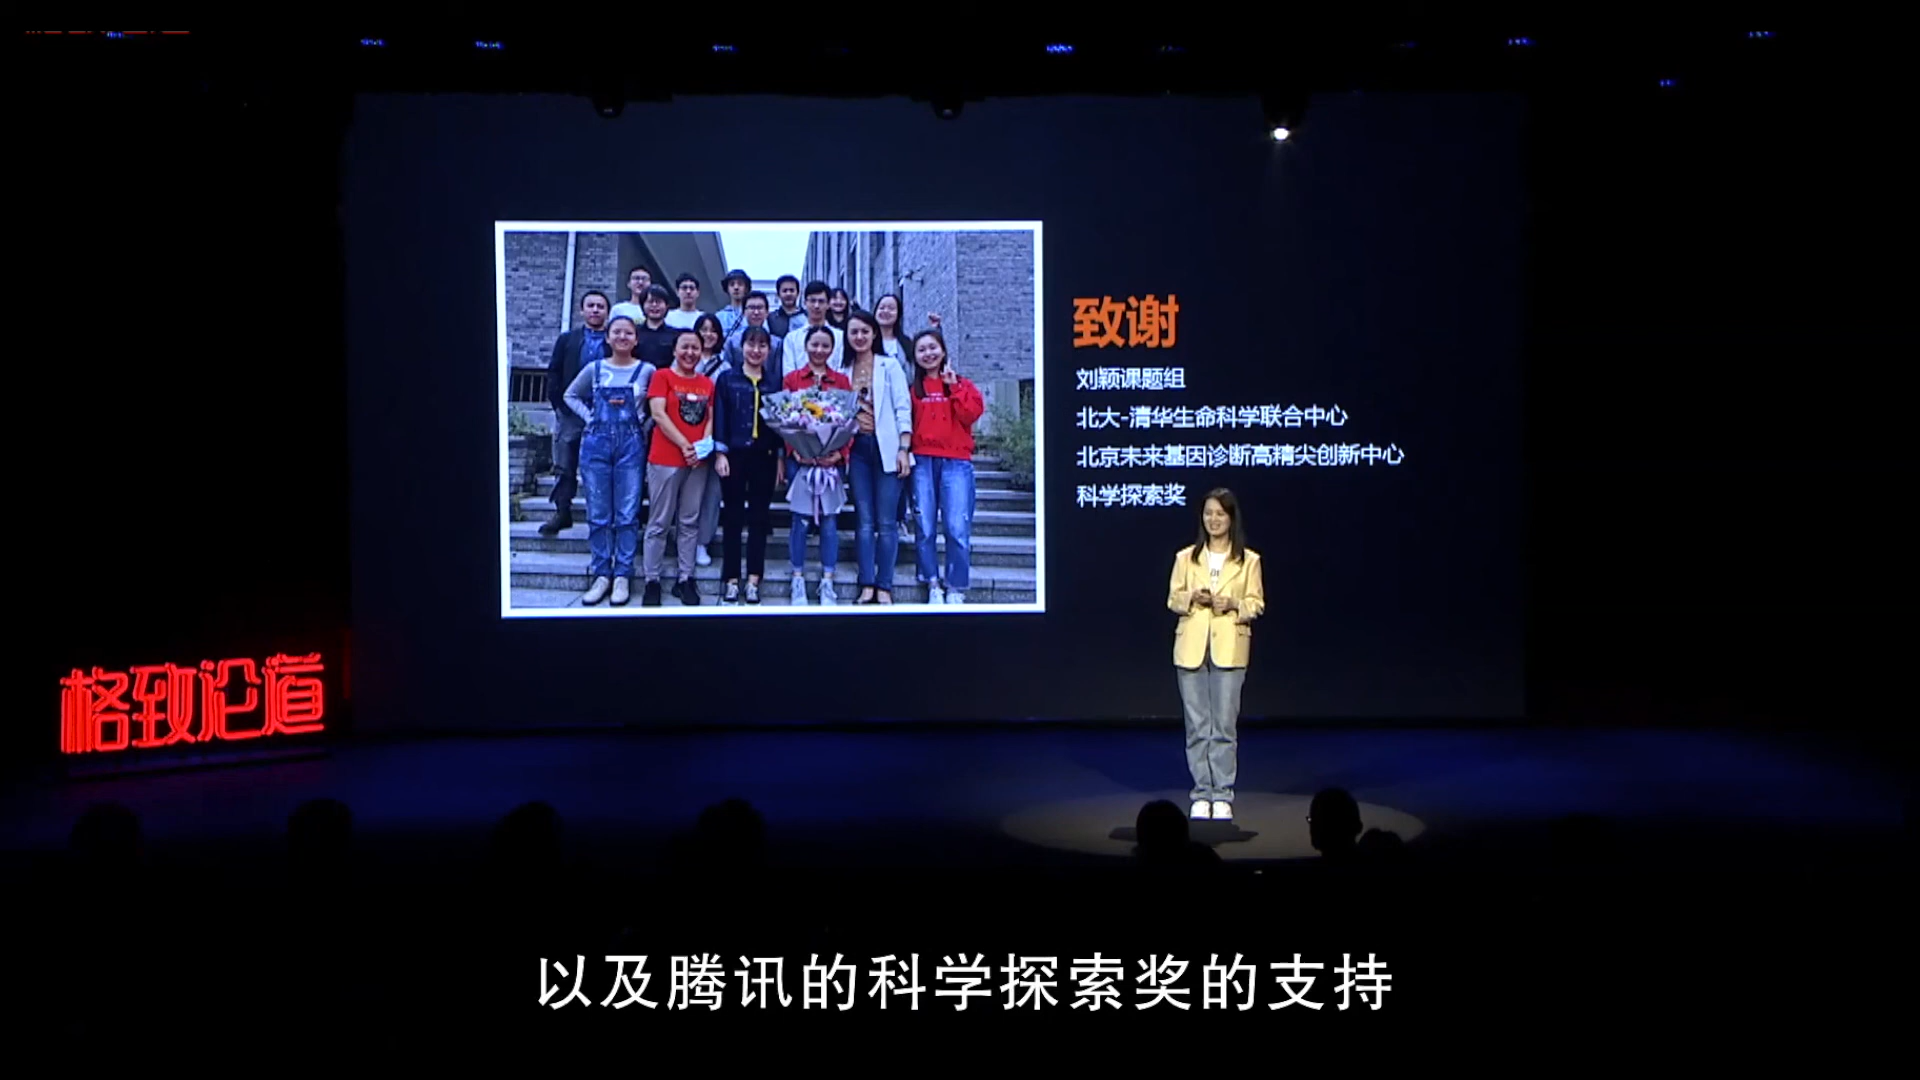 致谢
刘颖课题组
北大-清华生命科学联合中心
北京未来基因诊断高精尖创新中心
科学探索奖
格致论道
以及腾讯的科学探索奖的支持